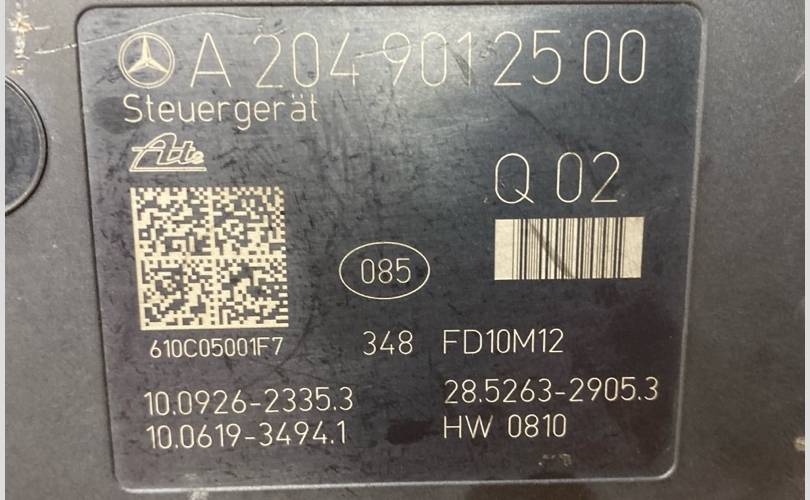 A 204 901 25 00
Steuergerät
Ate
Q 02
085
610C05001F7
348 FD10M12
10.0926-2335.3
28.5263-2905.3
10.0619-3494.1
HW 0810